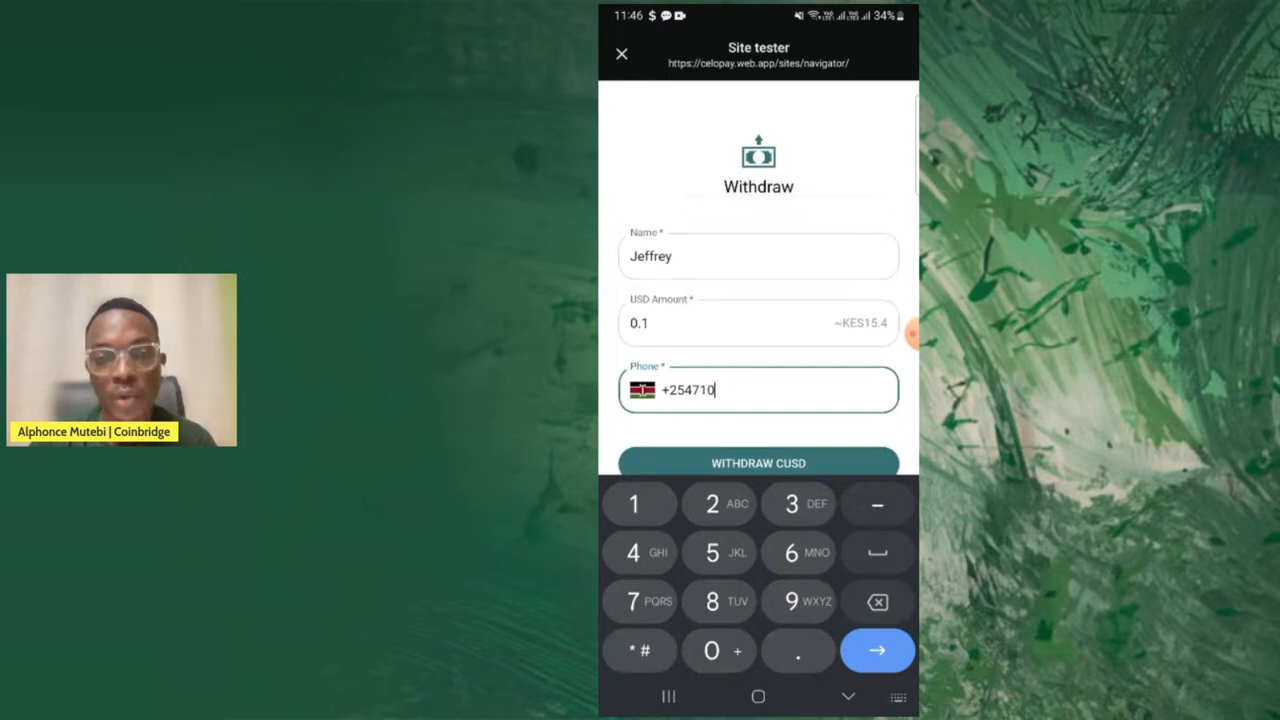 11:46 $ 34%
Site tester
https://celopay.web.app/sites/navigator/
Withdraw
Name *
Jeffrey
USD Amount *
0.1 ~KES15.4
Phone *
+254710
WITHDRAW CUSD
1 2 ABC 3 DEF –
4 GHI 5 JKL 6 MNO
7 PQRS 8 TUV 9 WXYZ
* # 0 + .
Alphonce Mutebi | Coinbridge